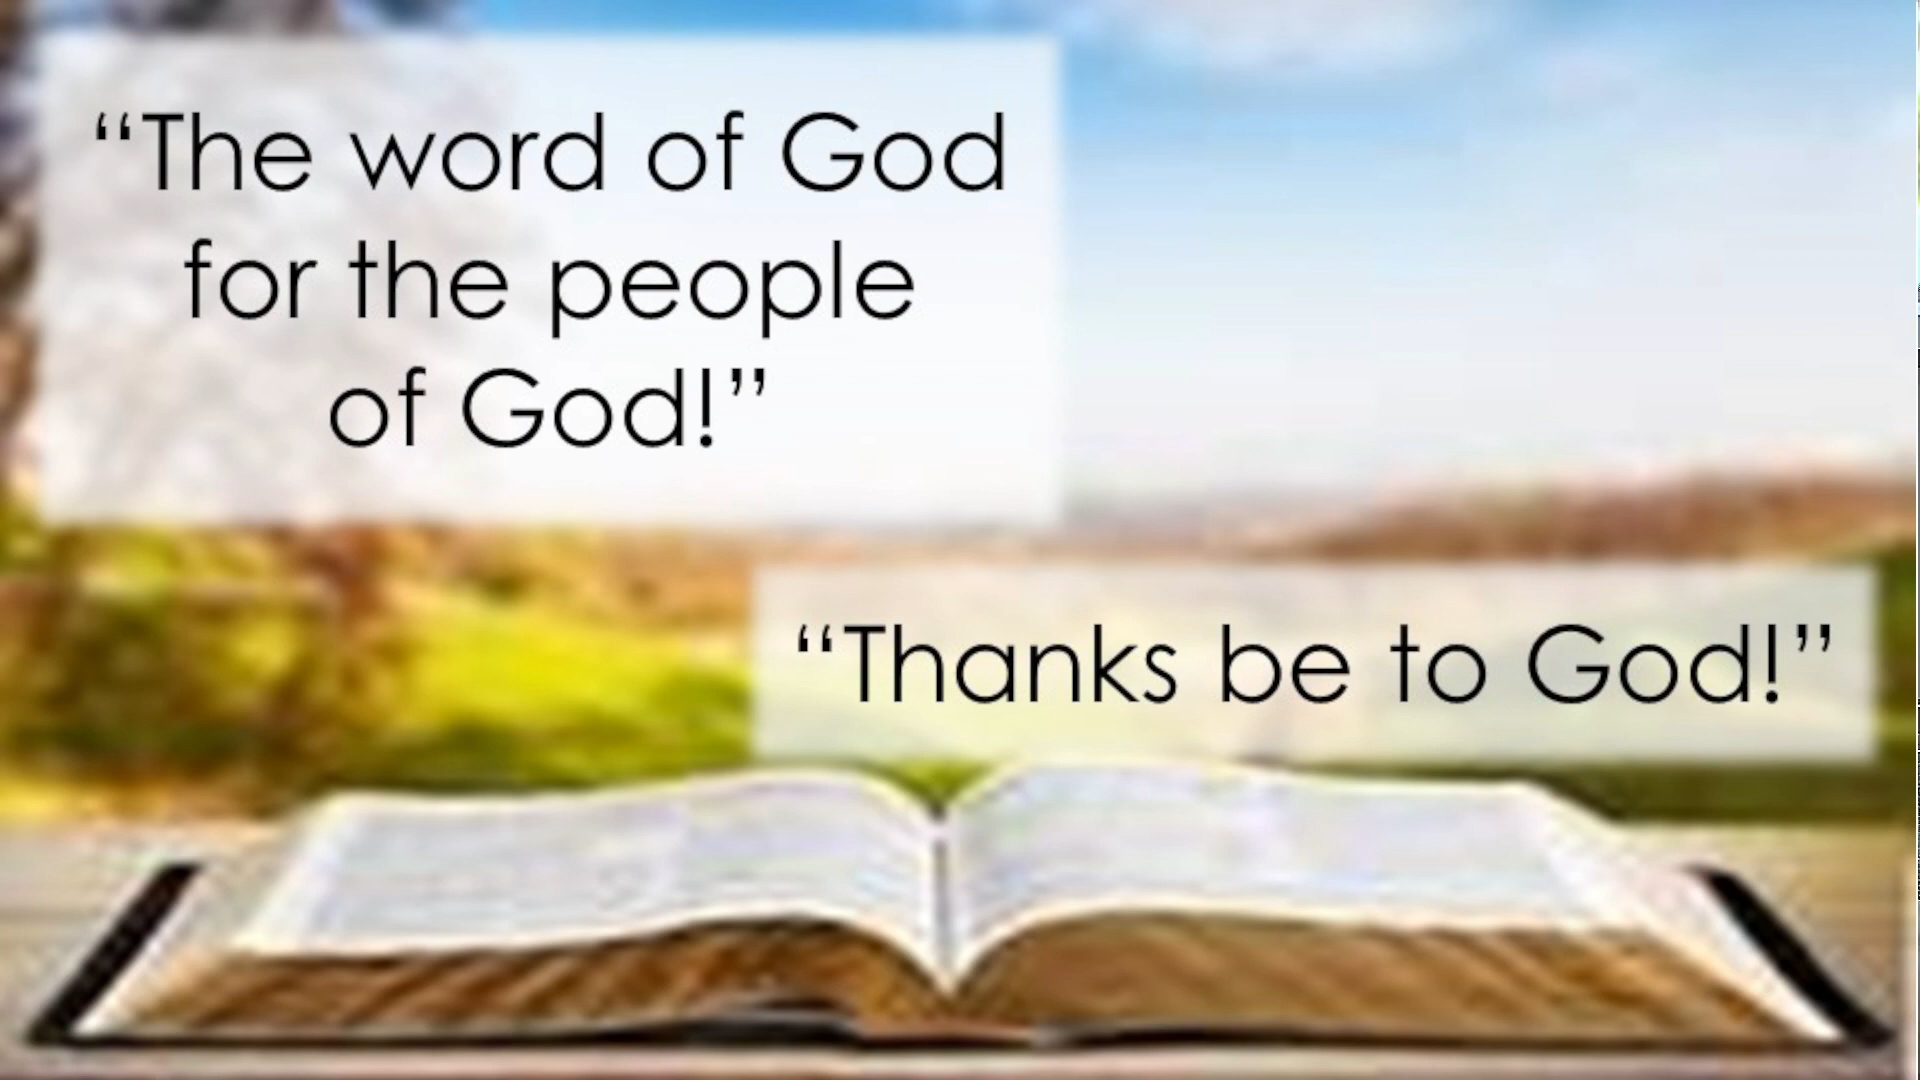 “The word of God
for the people
of God!”
“Thanks be to God!”